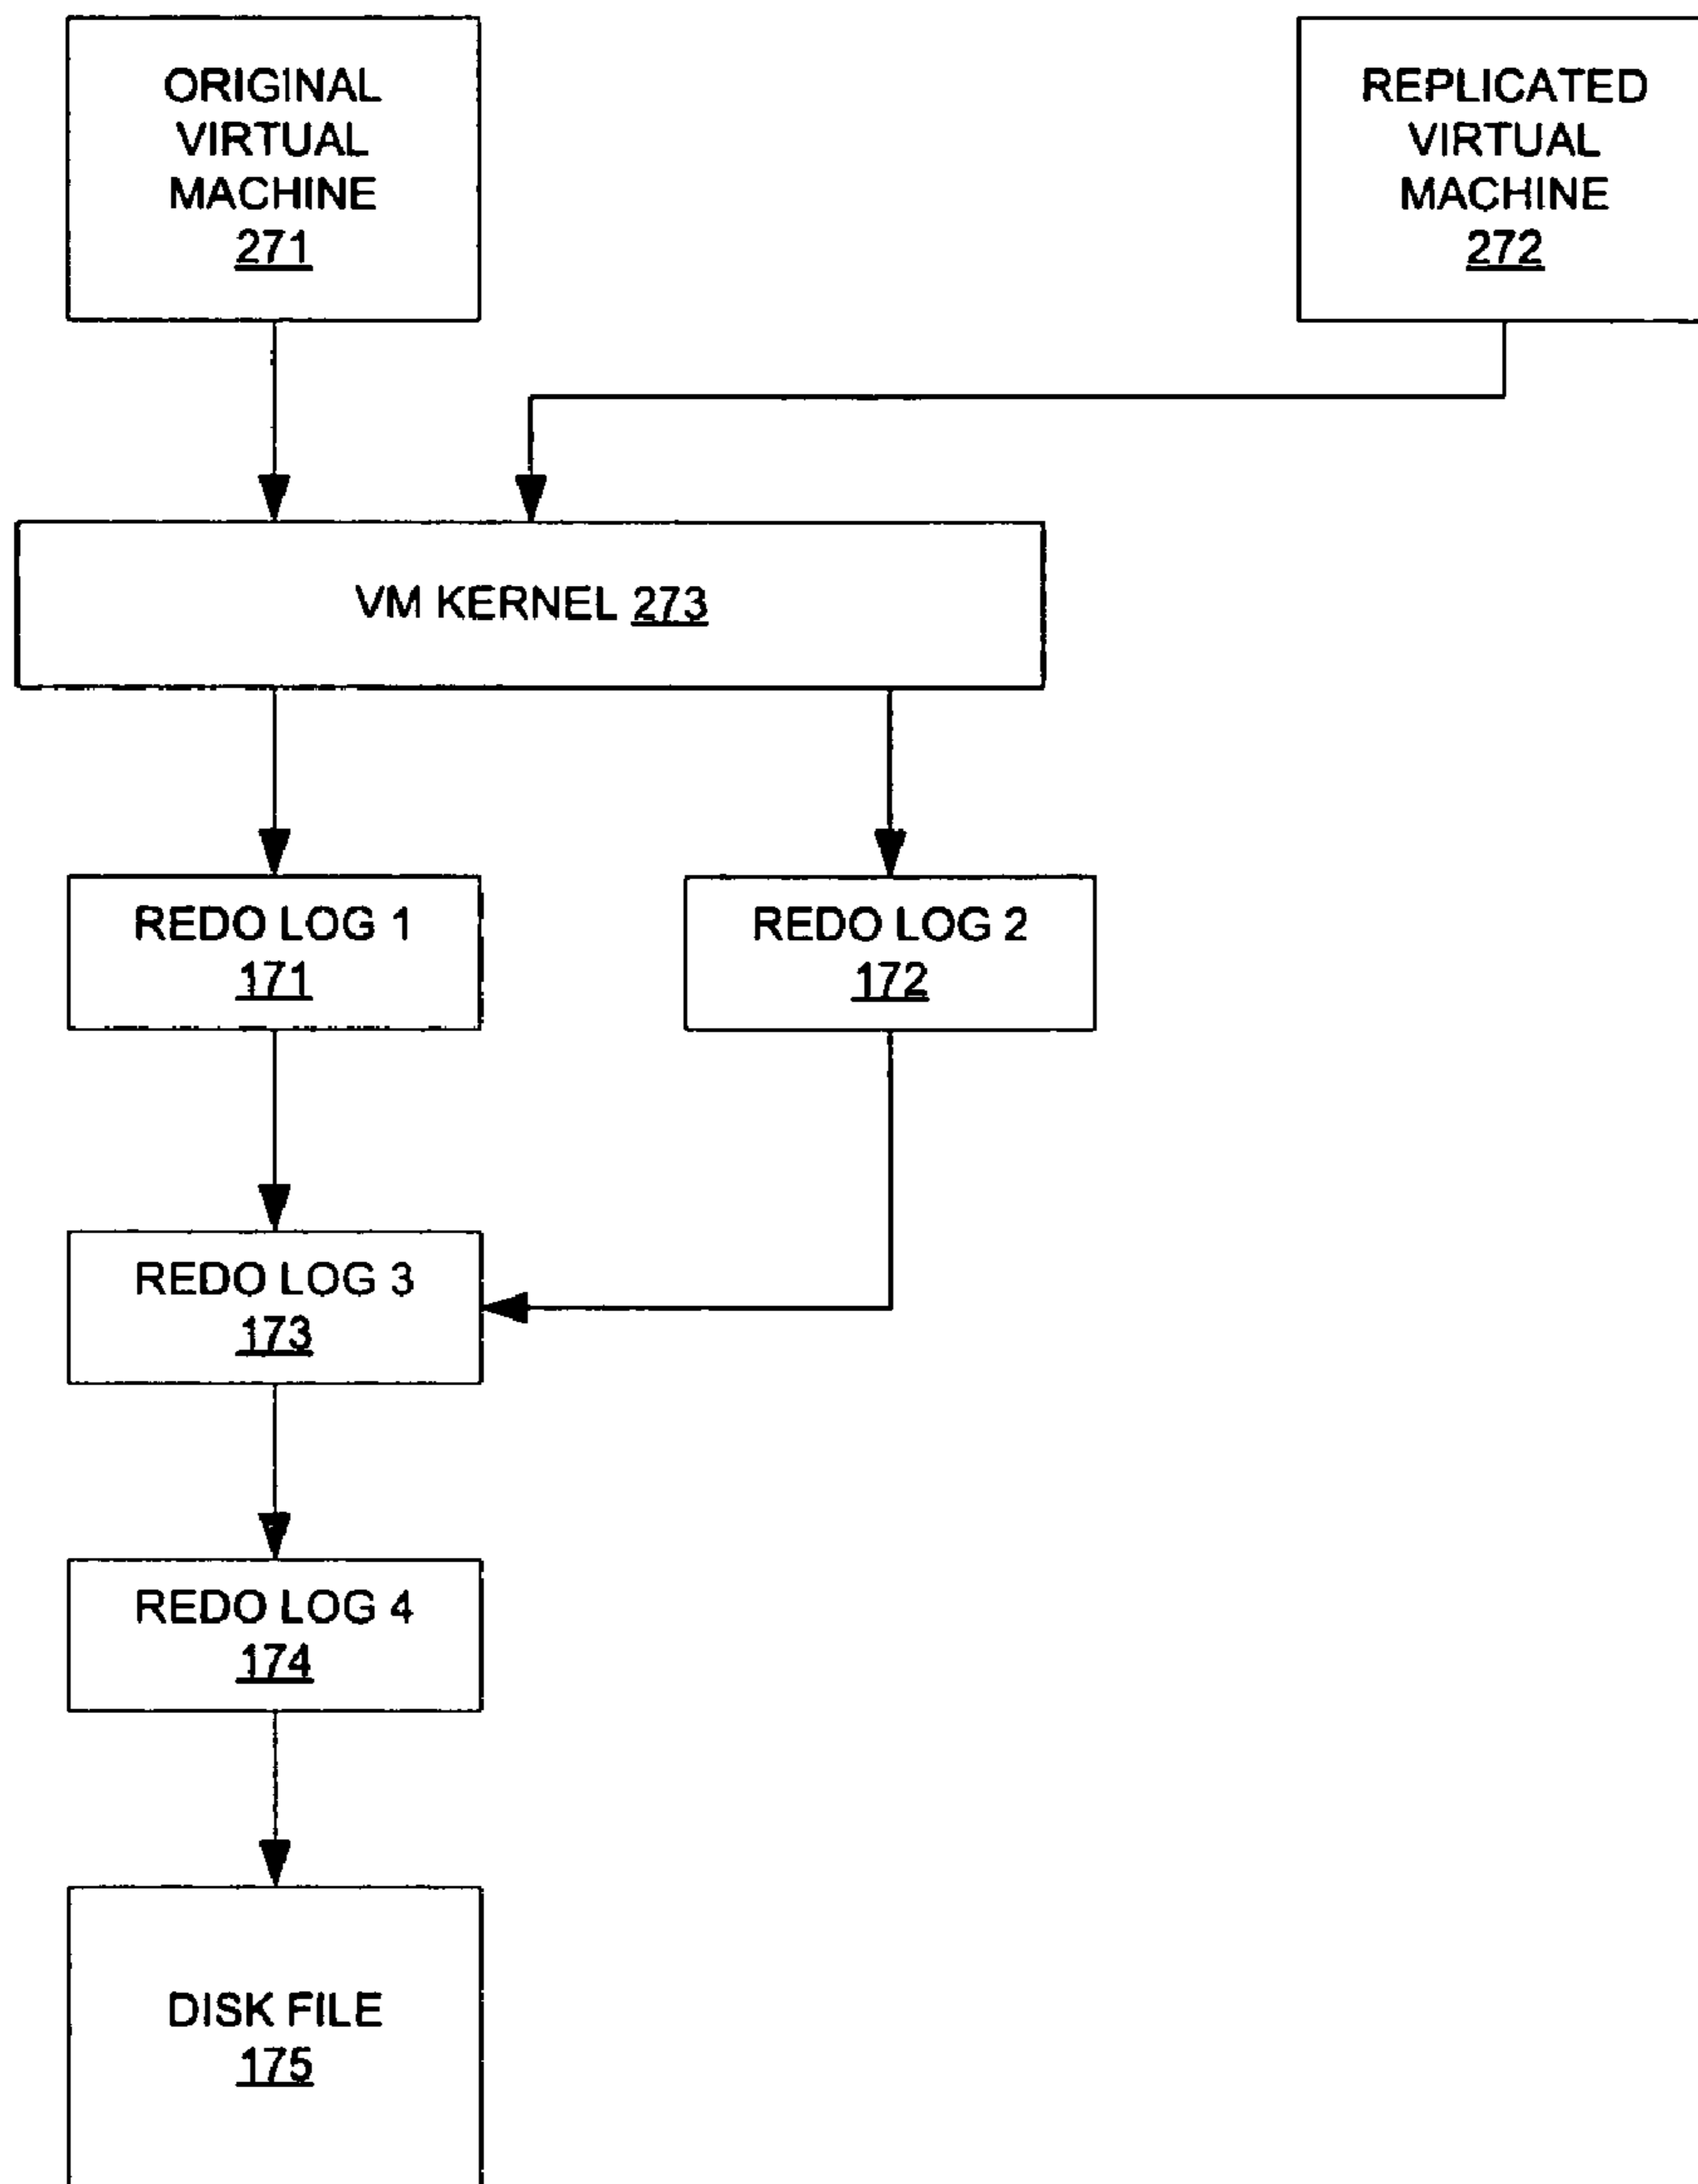 ORIGINAL
VIRTUAL
MACHINE
271
REPLICATED
VIRTUAL
MACHINE
272
VM KERNEL 273
REDO LOG 1
171
REDO LOG 2
172
REDO LOG 3
173
REDO LOG 4
174
DISK FILE
175